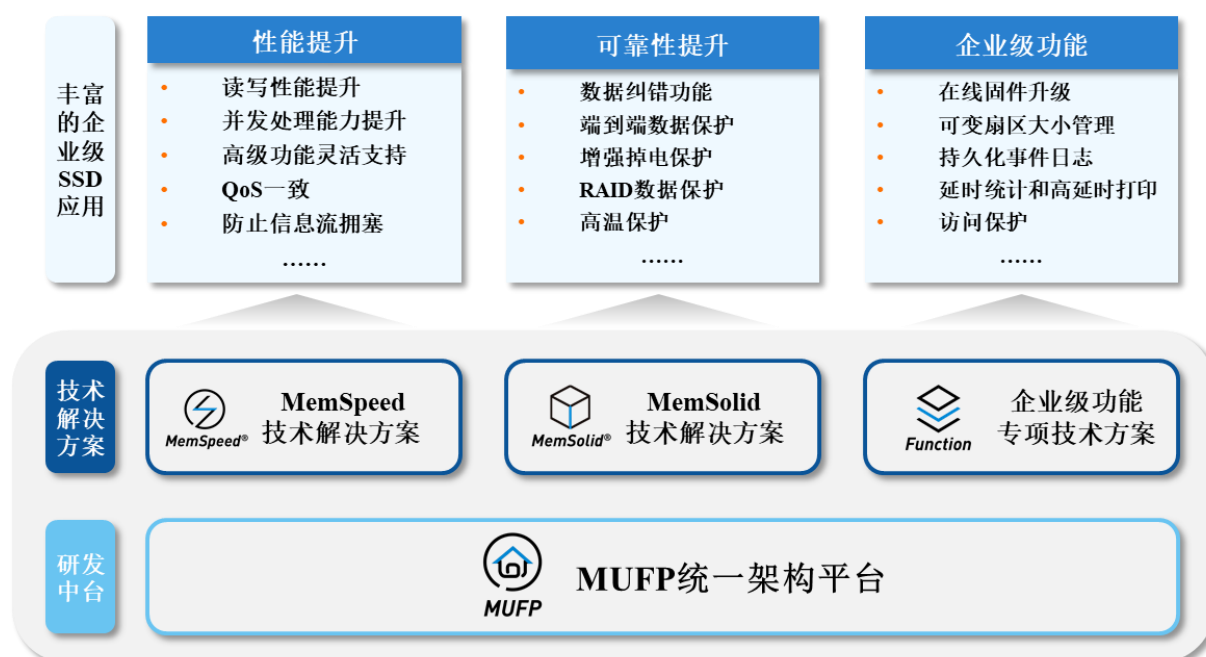 丰富
的企
业级
SSD
应用
性能提升
• 读写性能提升
• 并发处理能力提升
• 高级功能灵活支持
• QoS一致
• 防止信息流拥塞
……
可靠性提升
• 数据纠错功能
• 端到端数据保护
• 增强掉电保护
• RAID数据保护
• 高温保护
……
企业级功能
• 在线固件升级
• 可变扇区大小管理
• 持久化事件日志
• 延时统计和高延时打印
• 访问保护
……
技术
解决
方案
MemSpeed®
MemSpeed
技术解决方案
MemSolid®
MemSolid
技术解决方案
Function
企业级功能
专项技术方案
研发
中台
MUFP
MUFP统一架构平台